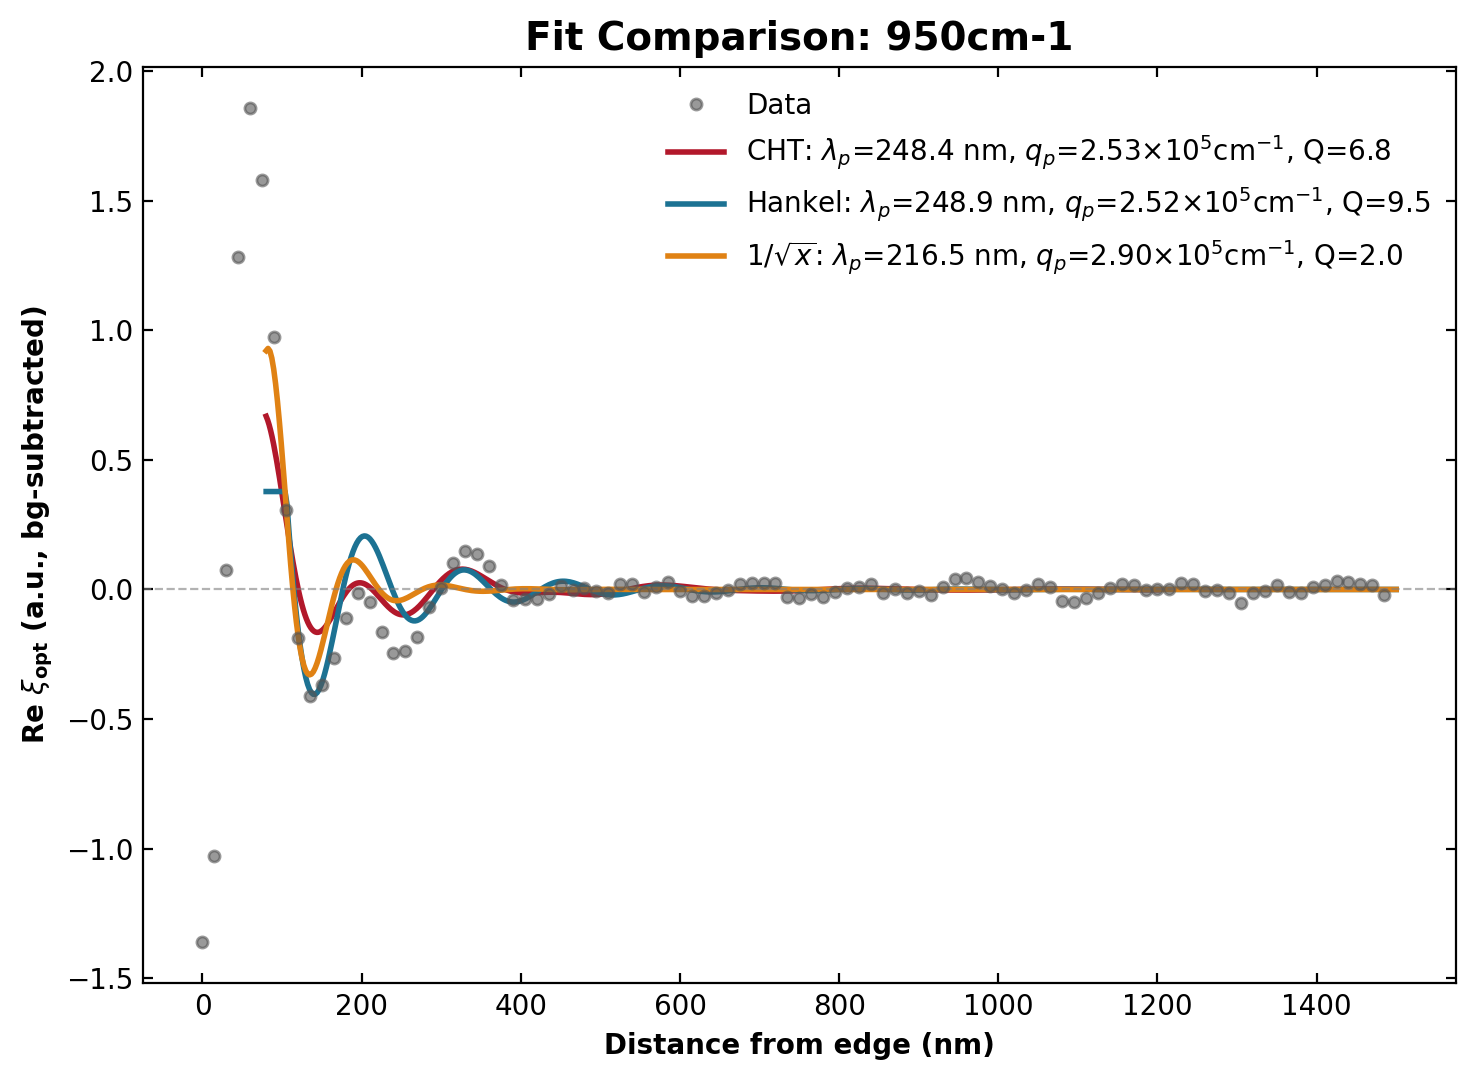 Fit Comparison: 950cm-1
Re ξopt (a.u., bg-subtracted)
2.0
1.5
1.0
0.5
0.0
−0.5
−1.0
−1.5
Data
CHT: λp=248.4 nm, qp=2.53×10⁵cm⁻¹, Q=6.8
Hankel: λp=248.9 nm, qp=2.52×10⁵cm⁻¹, Q=9.5
1/√x: λp=216.5 nm, qp=2.90×10⁵cm⁻¹, Q=2.0
0 200 400 600 800 1000 1200 1400
Distance from edge (nm)